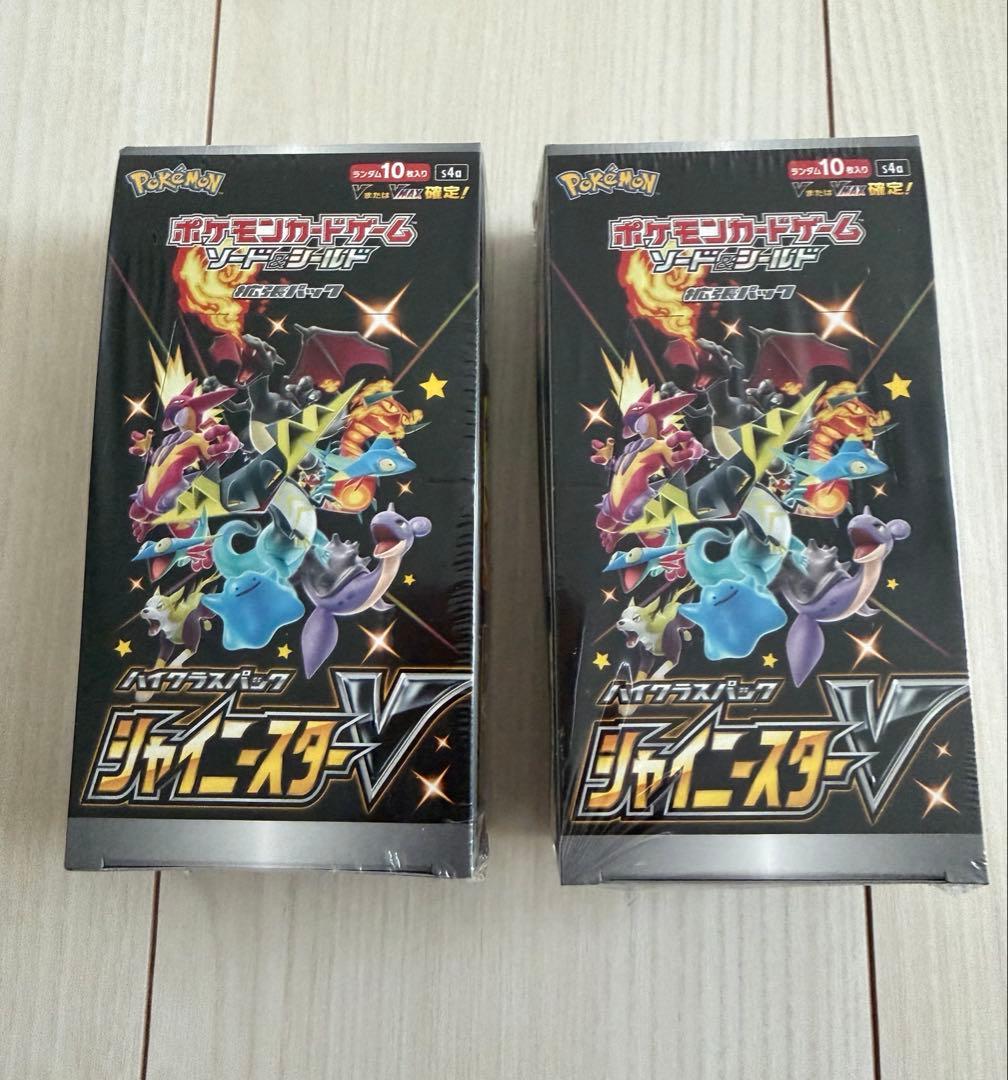 POKéMON
ランダム10枚入り s4a
VまたはVMAX確定!
ポケモンカードゲーム
ソード&シールド
拡張パック
ハイクラスパック
シャイニースターV
POKéMON
ランダム10枚入り s4a
VまたはVMAX確定!
ポケモンカードゲーム
ソード&シールド
拡張パック
ハイクラスパック
シャイニースターV